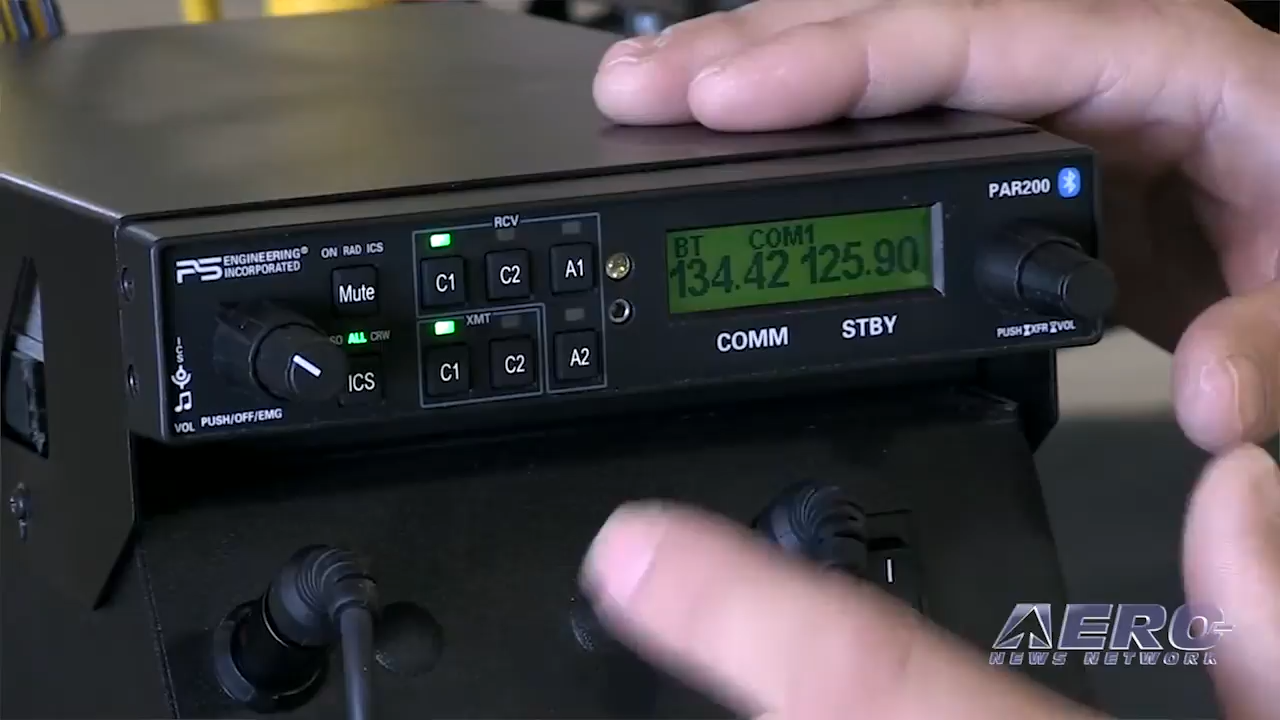 PS ENGINEERING®
INCORPORATED
ON RAD ICS
Mute
ALL CRW
ICS
ICS
VOL PUSH/OFF/EMG
RCV
C1 C2 A1
XMT
C1 C2 A2
BT COM1
134.42 125.90
COMM STBY
PAR200
PUSH XFR VOL
I
AERO
NEWS NETWORK